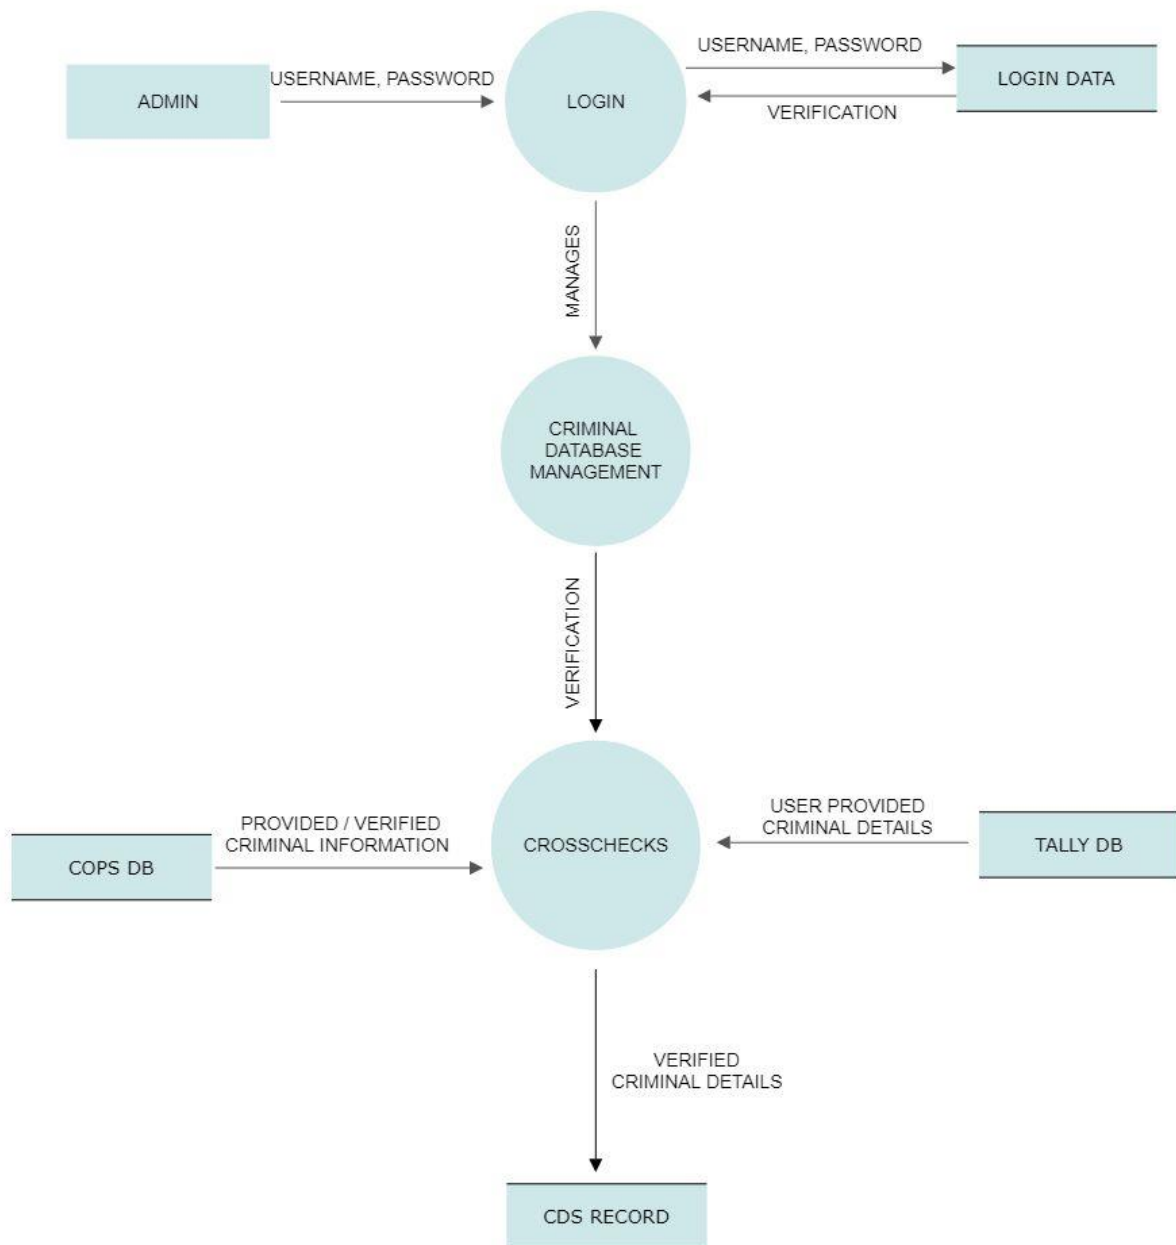 USERNAME, PASSWORD
LOGIN DATA
USERNAME, PASSWORD
ADMIN
LOGIN
VERIFICATION
MANAGES
CRIMINAL
DATABASE
MANAGEMENT
VERIFICATION
PROVIDED / VERIFIED
CRIMINAL INFORMATION
COPS DB
CROSSCHECKS
USER PROVIDED
CRIMINAL DETAILS
TALLY DB
VERIFIED
CRIMINAL DETAILS
CDS RECORD